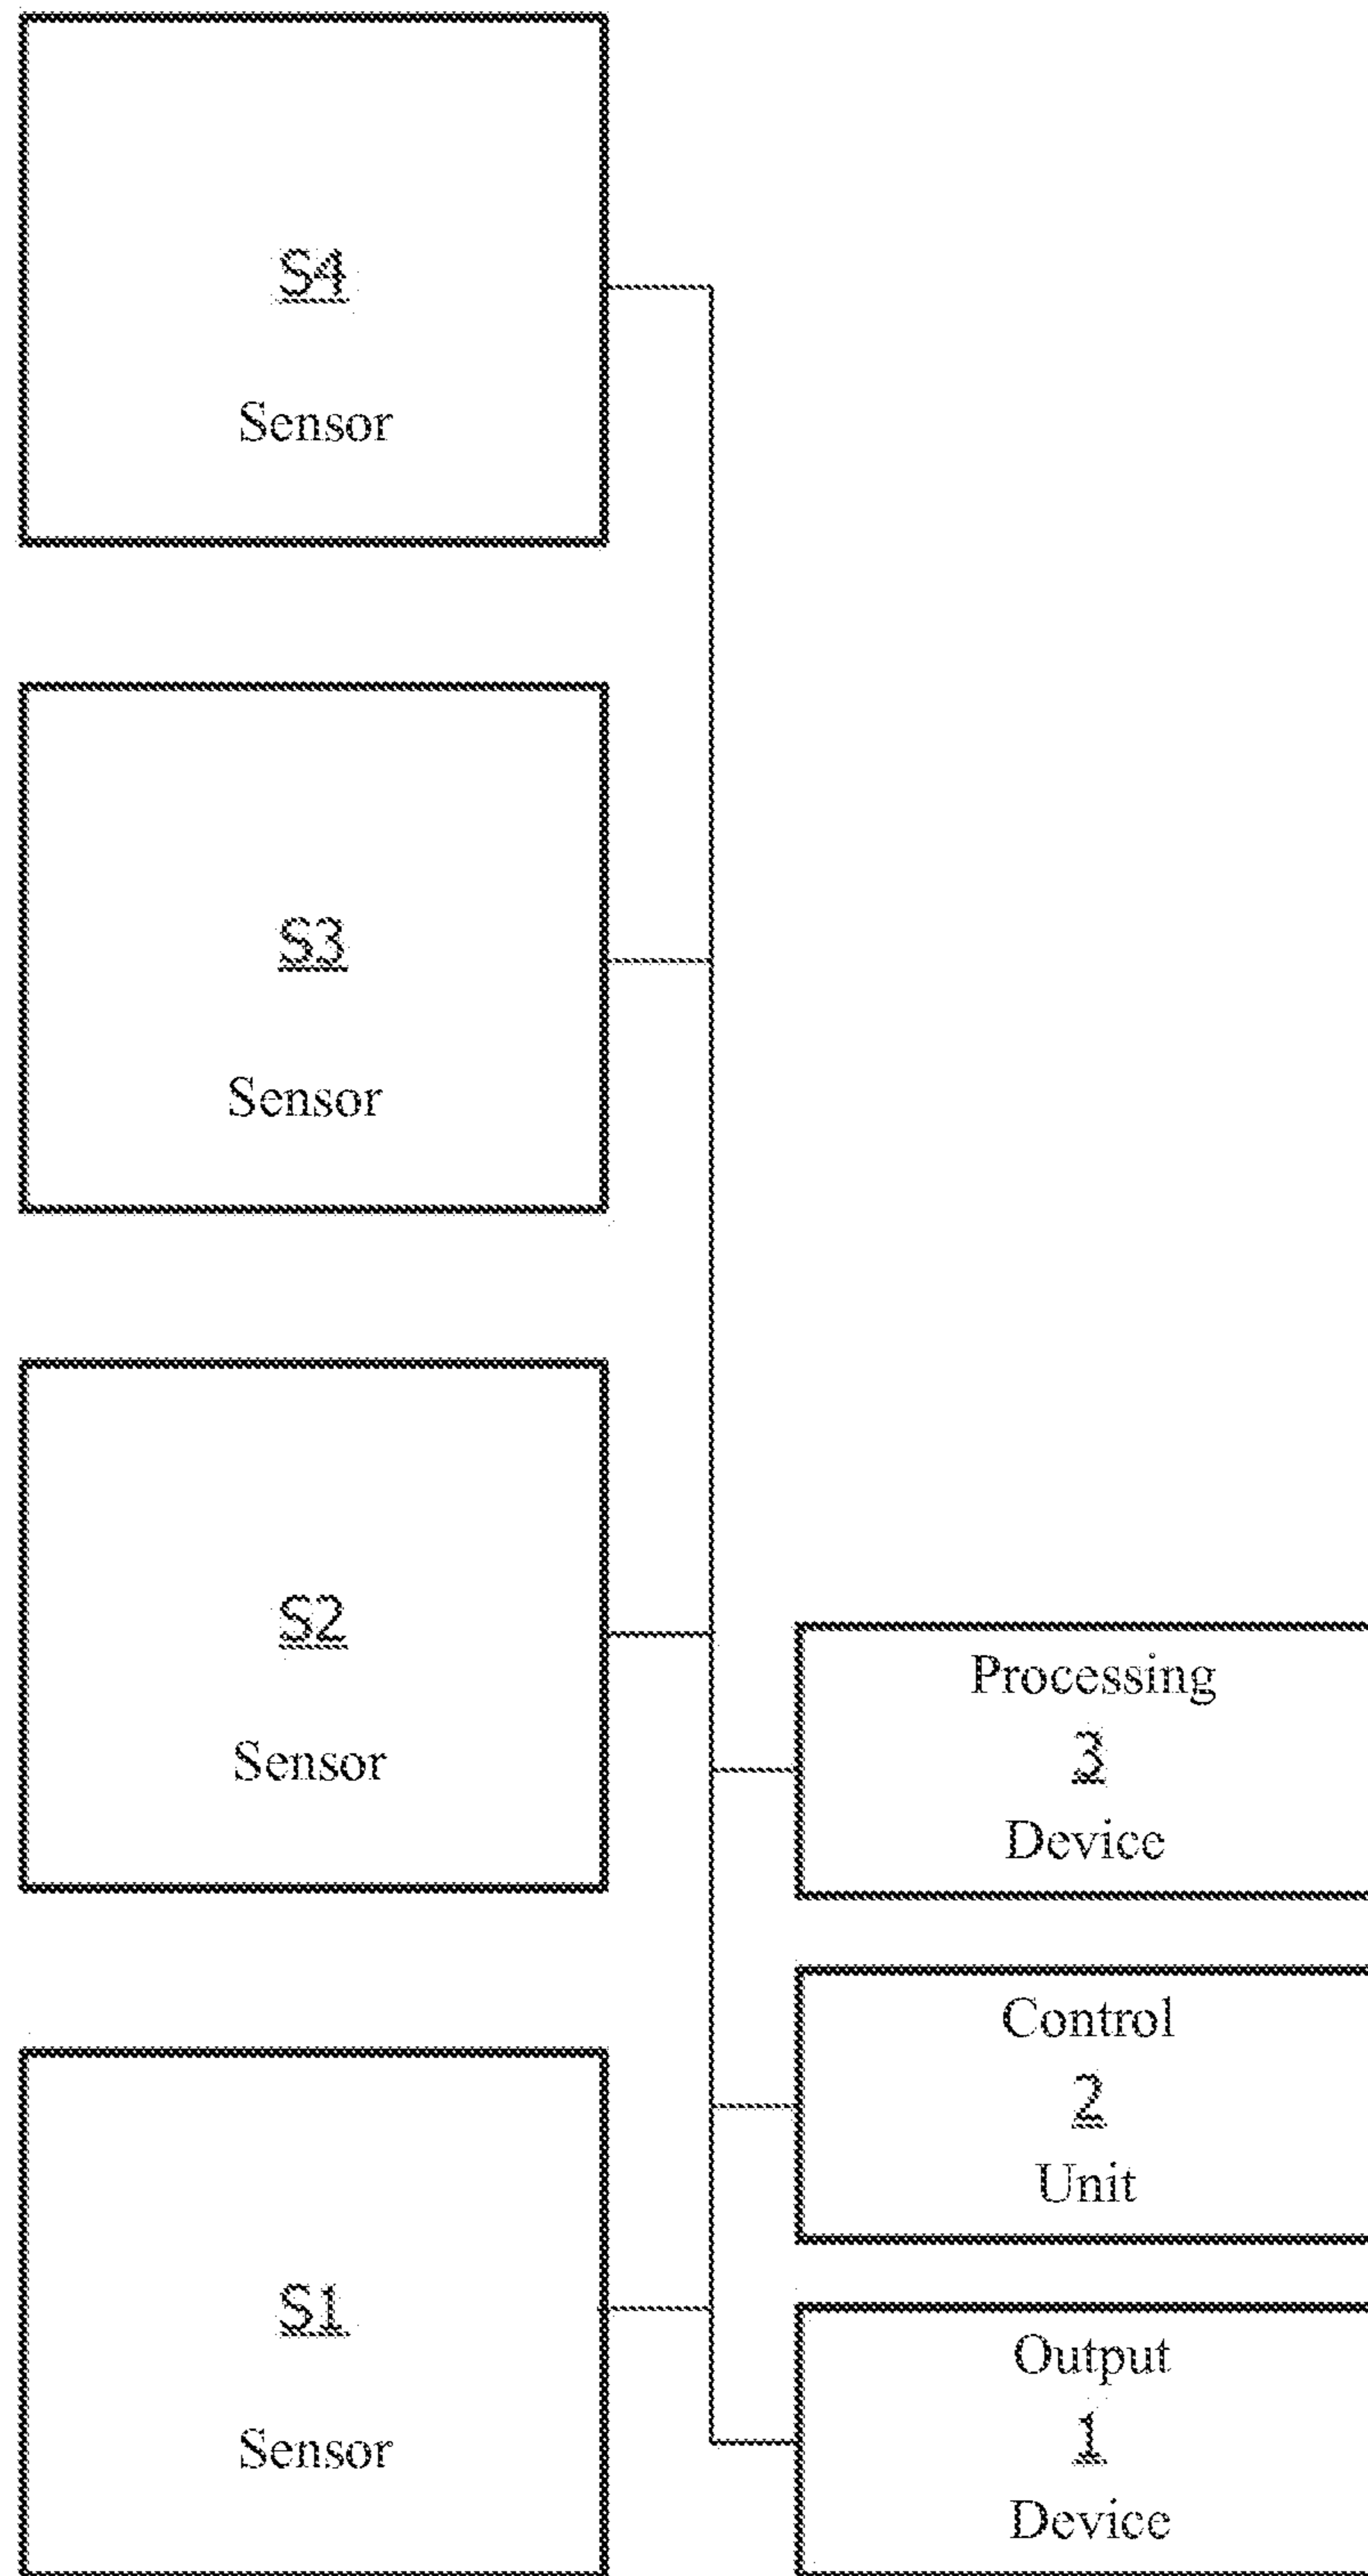 S4
Sensor
S3
Sensor
S2
Sensor
S1
Sensor
Processing
3
Device
Control
2
Unit
Output
1
Device